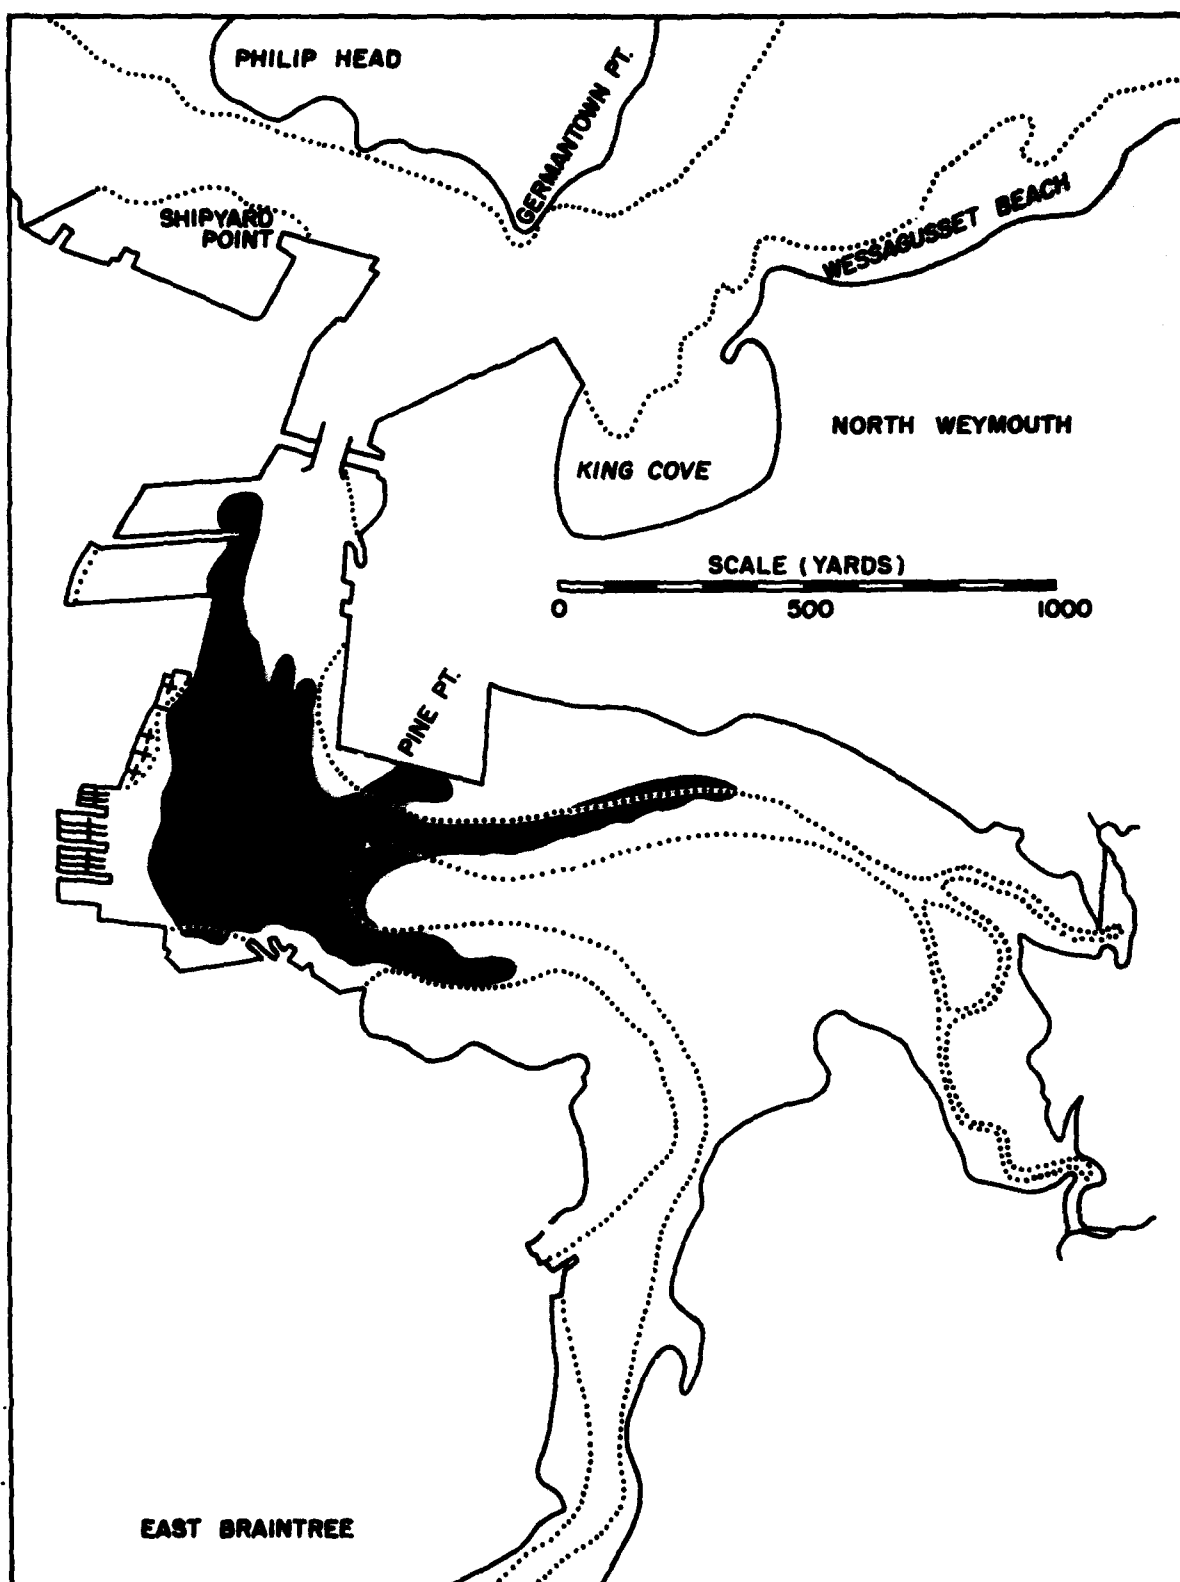 PHILIP HEAD
GERMANTOWN PT.
SHIPYARD
POINT
WESSAGUSSET BEACH
NORTH WEYMOUTH
KING COVE
SCALE (YARDS)
0 500 1000
PINE PT.
EAST BRAINTREE